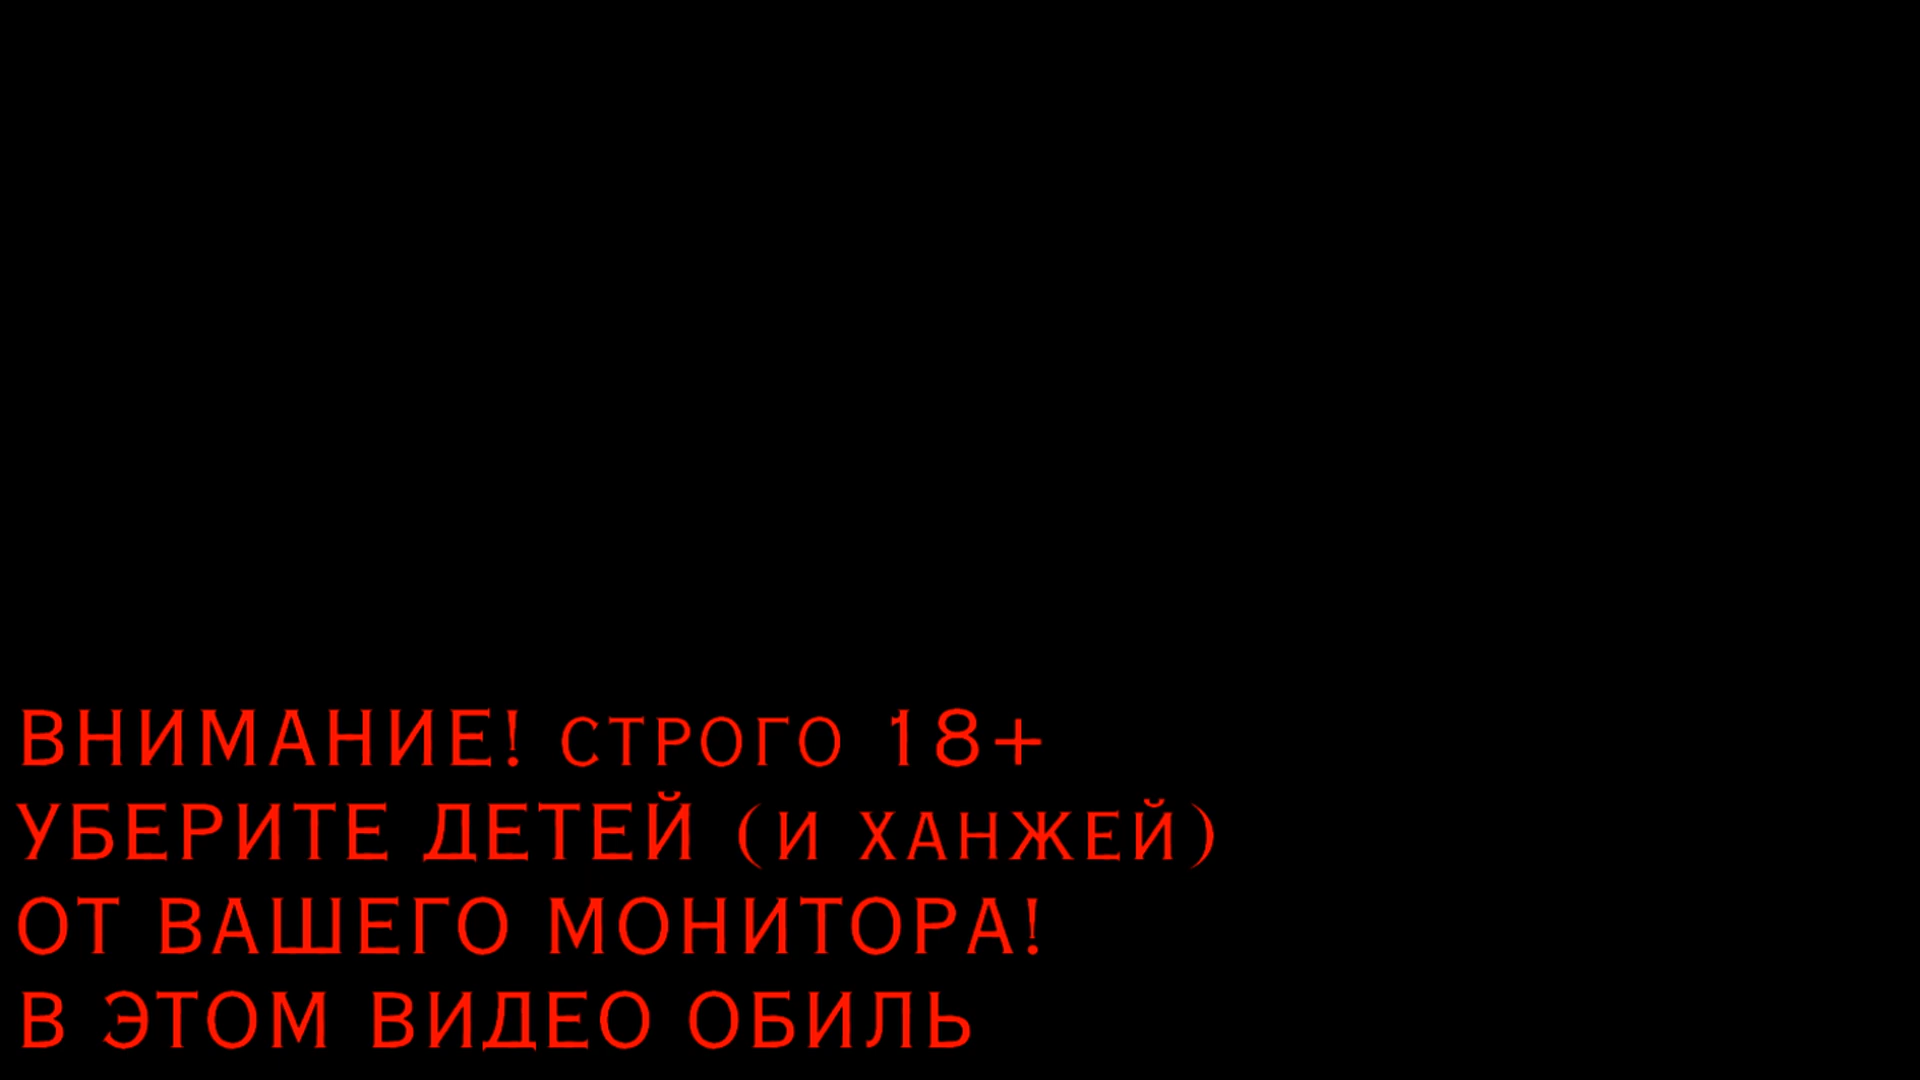 ВНИМАНИЕ! СТРОГО 18+
УБЕРИТЕ ДЕТЕЙ (И ХАНЖЕЙ)
ОТ ВАШЕГО МОНИТОРА!
В ЭТОМ ВИДЕО ОБИЛЬ